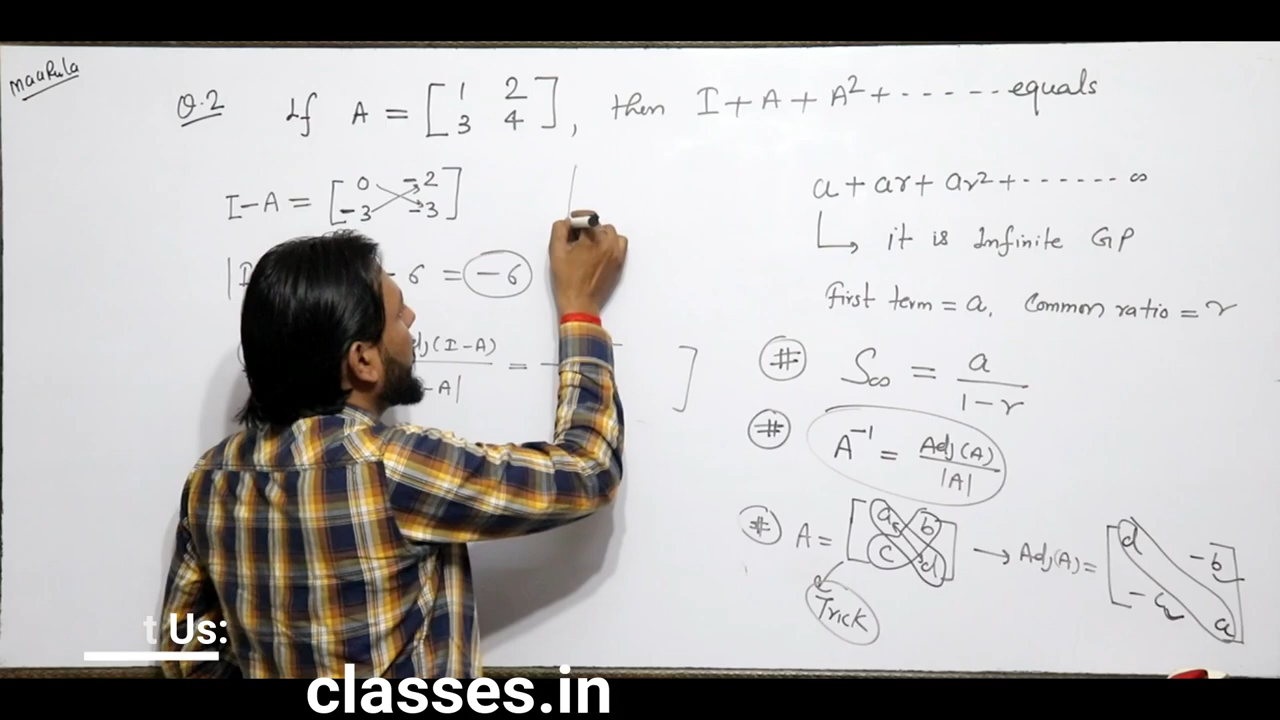 MaaRula
Q.2 If A = [1 2; 3 4], then I + A + A² + ------ equals
I-A = [0 -2; -3 -3]
- 6 = -6
(I-A)
-A| = ]
a + ar + ar² + ------ ∞
↳ it is Infinite GP
First term = a, Common ratio = r
# S∞ = a/(1-r)
# A⁻¹ = Adj(A)/|A|
# A = [a b; c d] → Adj(A) = [d -b; -c a]
Trick
t Us:
classes.in